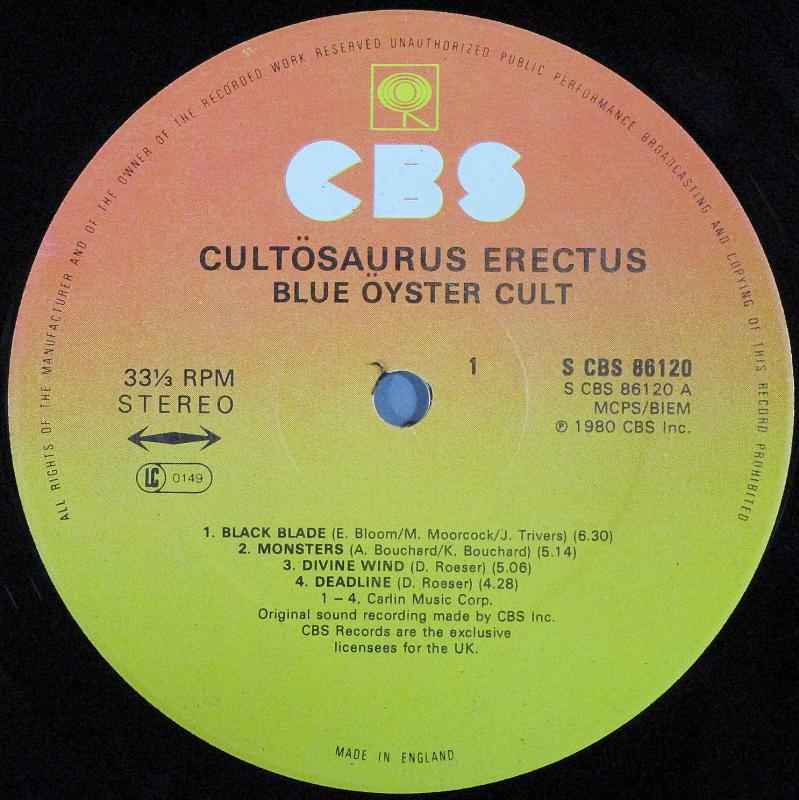 ALL RIGHTS OF THE MANUFACTURER AND OF THE OWNER OF THE RECORDED WORK RESERVED UNAUTHORIZED PUBLIC PERFORMANCE BROADCASTING AND COPYING OF THIS RECORD PROHIBITED
CBS
CULTÖSAURUS ERECTUS
BLUE ÖYSTER CULT
33⅓ RPM
STEREO
LC 0149
1
S CBS 86120
S CBS 86120 A
MCPS/BIEM
℗ 1980 CBS Inc.
1. BLACK BLADE (E. Bloom/M. Moorcock/J. Trivers) (6.30)
2. MONSTERS (A. Bouchard/K. Bouchard) (5.14)
3. DIVINE WIND (D. Roeser) (5.06)
4. DEADLINE (D. Roeser) (4.28)
1 – 4, Carlin Music Corp.
Original sound recording made by CBS Inc.
CBS Records are the exclusive
licensees for the UK.
MADE IN ENGLAND